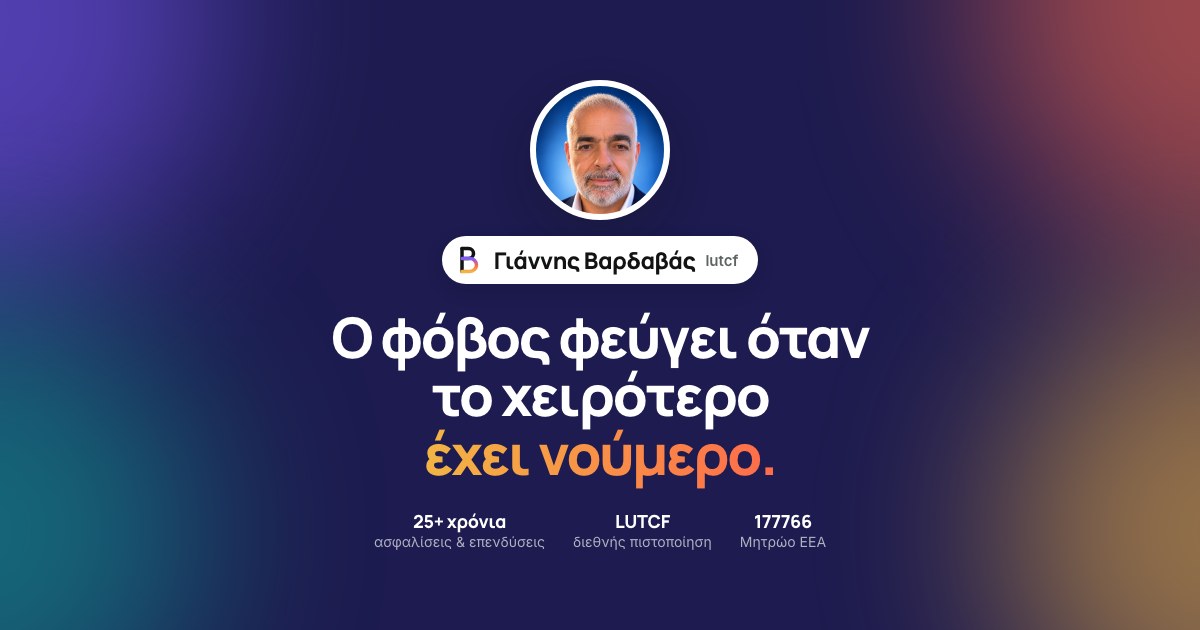 Γιάννης Βαρδαβάς lutcf
Ο φόβος φεύγει όταν
το χειρότερο
έχει νούμερο.
25+ χρόνια
ασφαλίσεις & επενδύσεις
LUTCF
διεθνής πιστοποίηση
177766
Μητρώο ΕΕΑ